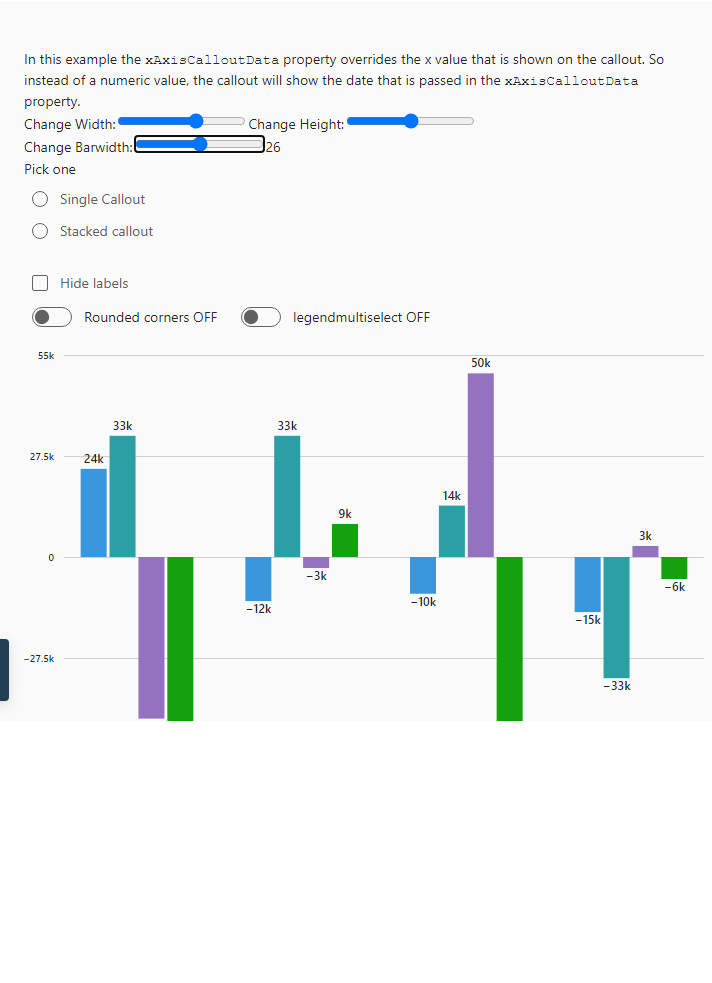 In this example the xAxisCalloutData property overrides the x value that is shown on the callout. So
instead of a numeric value, the callout will show the date that is passed in the xAxisCalloutData
property.
Change Width: Change Height:
Change Barwidth: 26
Pick one
Single Callout
Stacked callout
Hide labels
Rounded corners OFF legendmultiselect OFF
55k
50k
33k 33k
27.5k 24k
14k
9k
3k
0
−3k
−6k
−10k
−12k
−15k
−27.5k
−33k